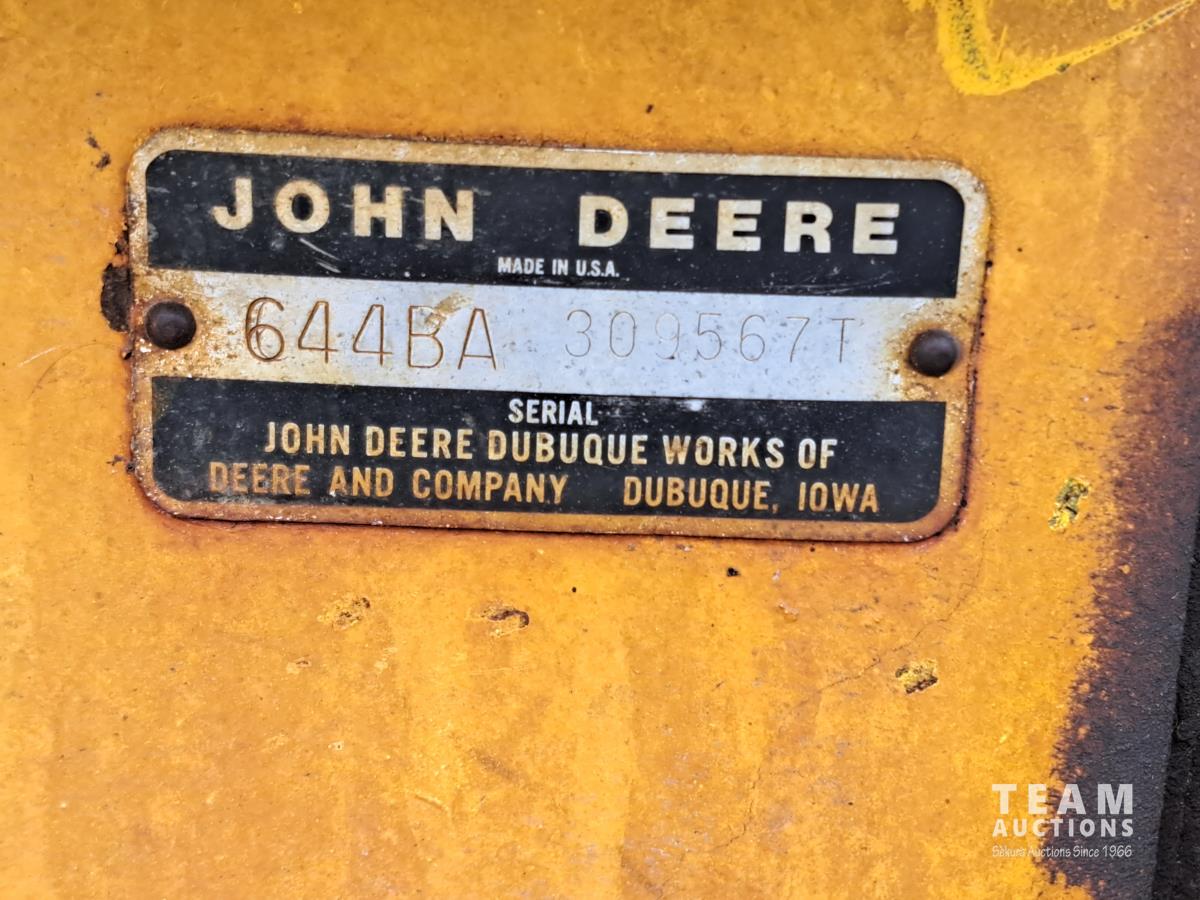 JOHN DEERE
MADE IN U.S.A.
644BA 309567T
SERIAL
JOHN DEERE DUBUQUE WORKS OF
DEERE AND COMPANY DUBUQUE, IOWA
TEAM
AUCTIONS
Sekura Auctions Since 1966